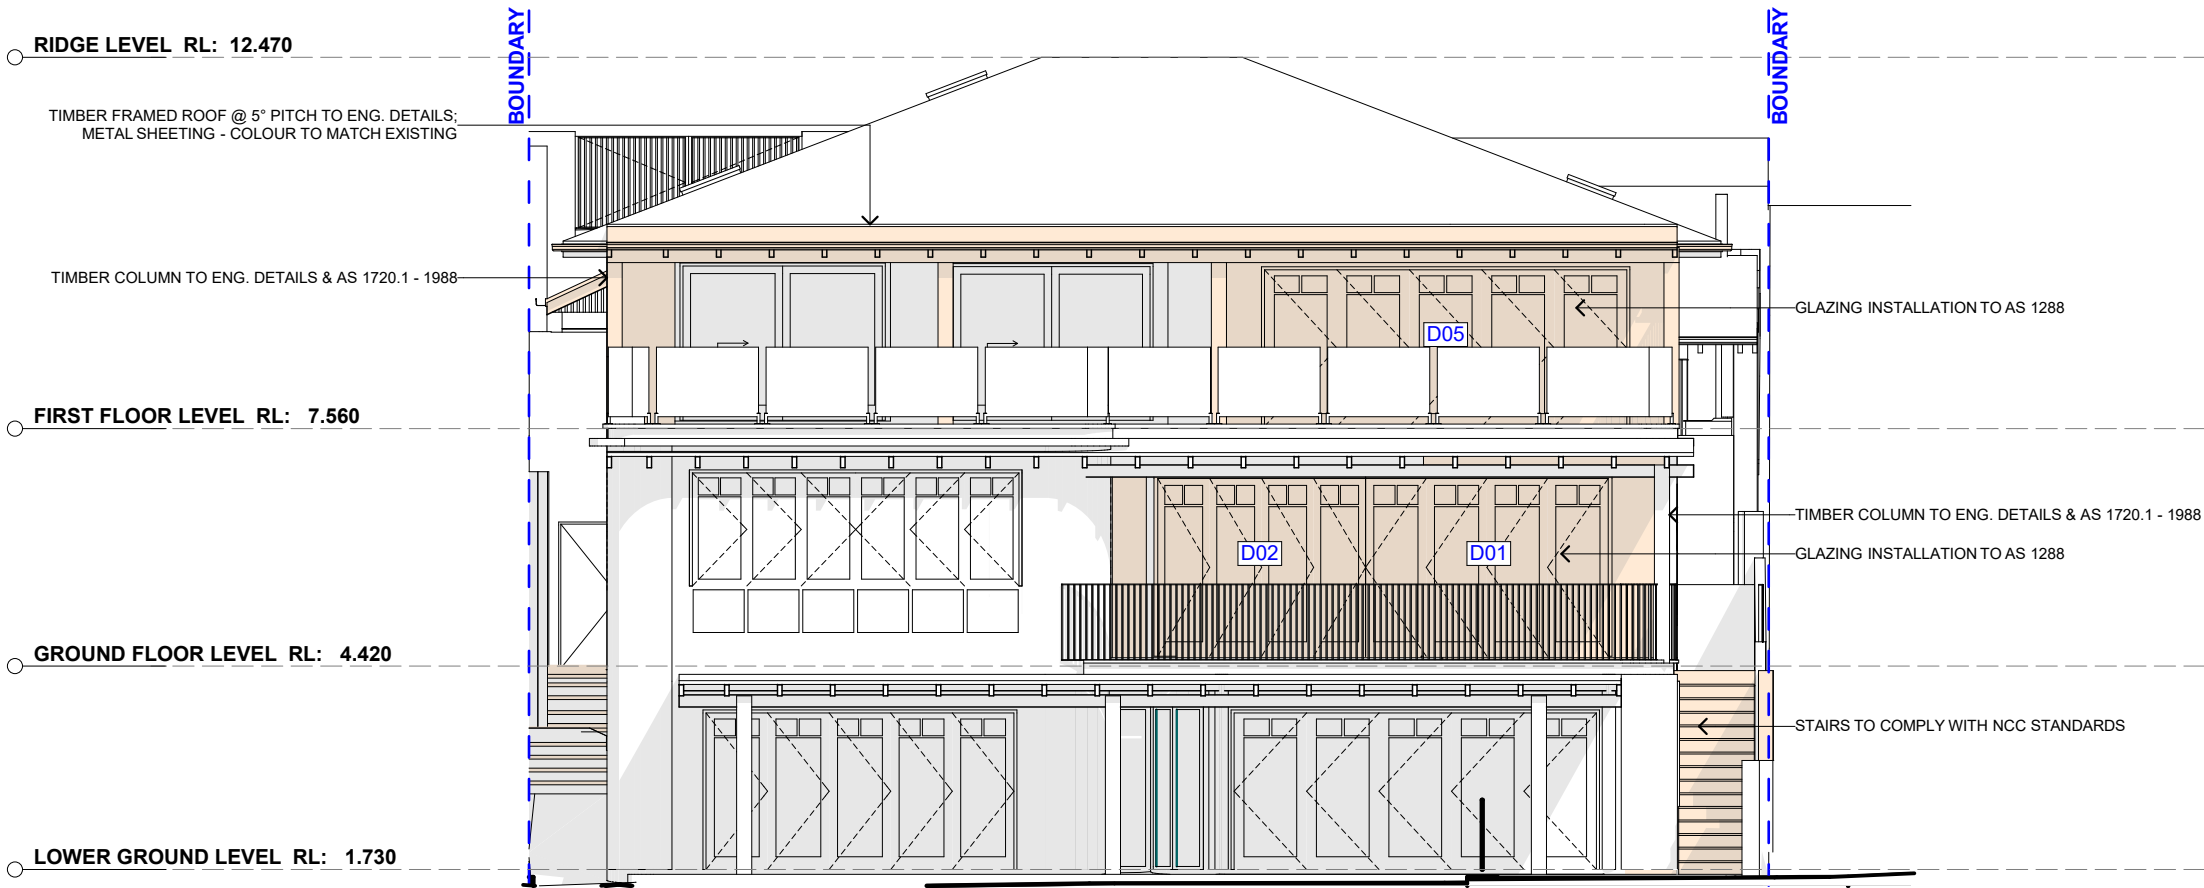 BOUNDARY
BOUNDARY
RIDGE LEVEL RL: 12.470
TIMBER FRAMED ROOF @ 5° PITCH TO ENG. DETAILS;
METAL SHEETING - COLOUR TO MATCH EXISTING
TIMBER COLUMN TO ENG. DETAILS & AS 1720.1 - 1988
GLAZING INSTALLATION TO AS 1288
D05
FIRST FLOOR LEVEL RL: 7.560
TIMBER COLUMN TO ENG. DETAILS & AS 1720.1 - 1988
D02
D01
GLAZING INSTALLATION TO AS 1288
GROUND FLOOR LEVEL RL: 4.420
STAIRS TO COMPLY WITH NCC STANDARDS
LOWER GROUND LEVEL RL: 1.730